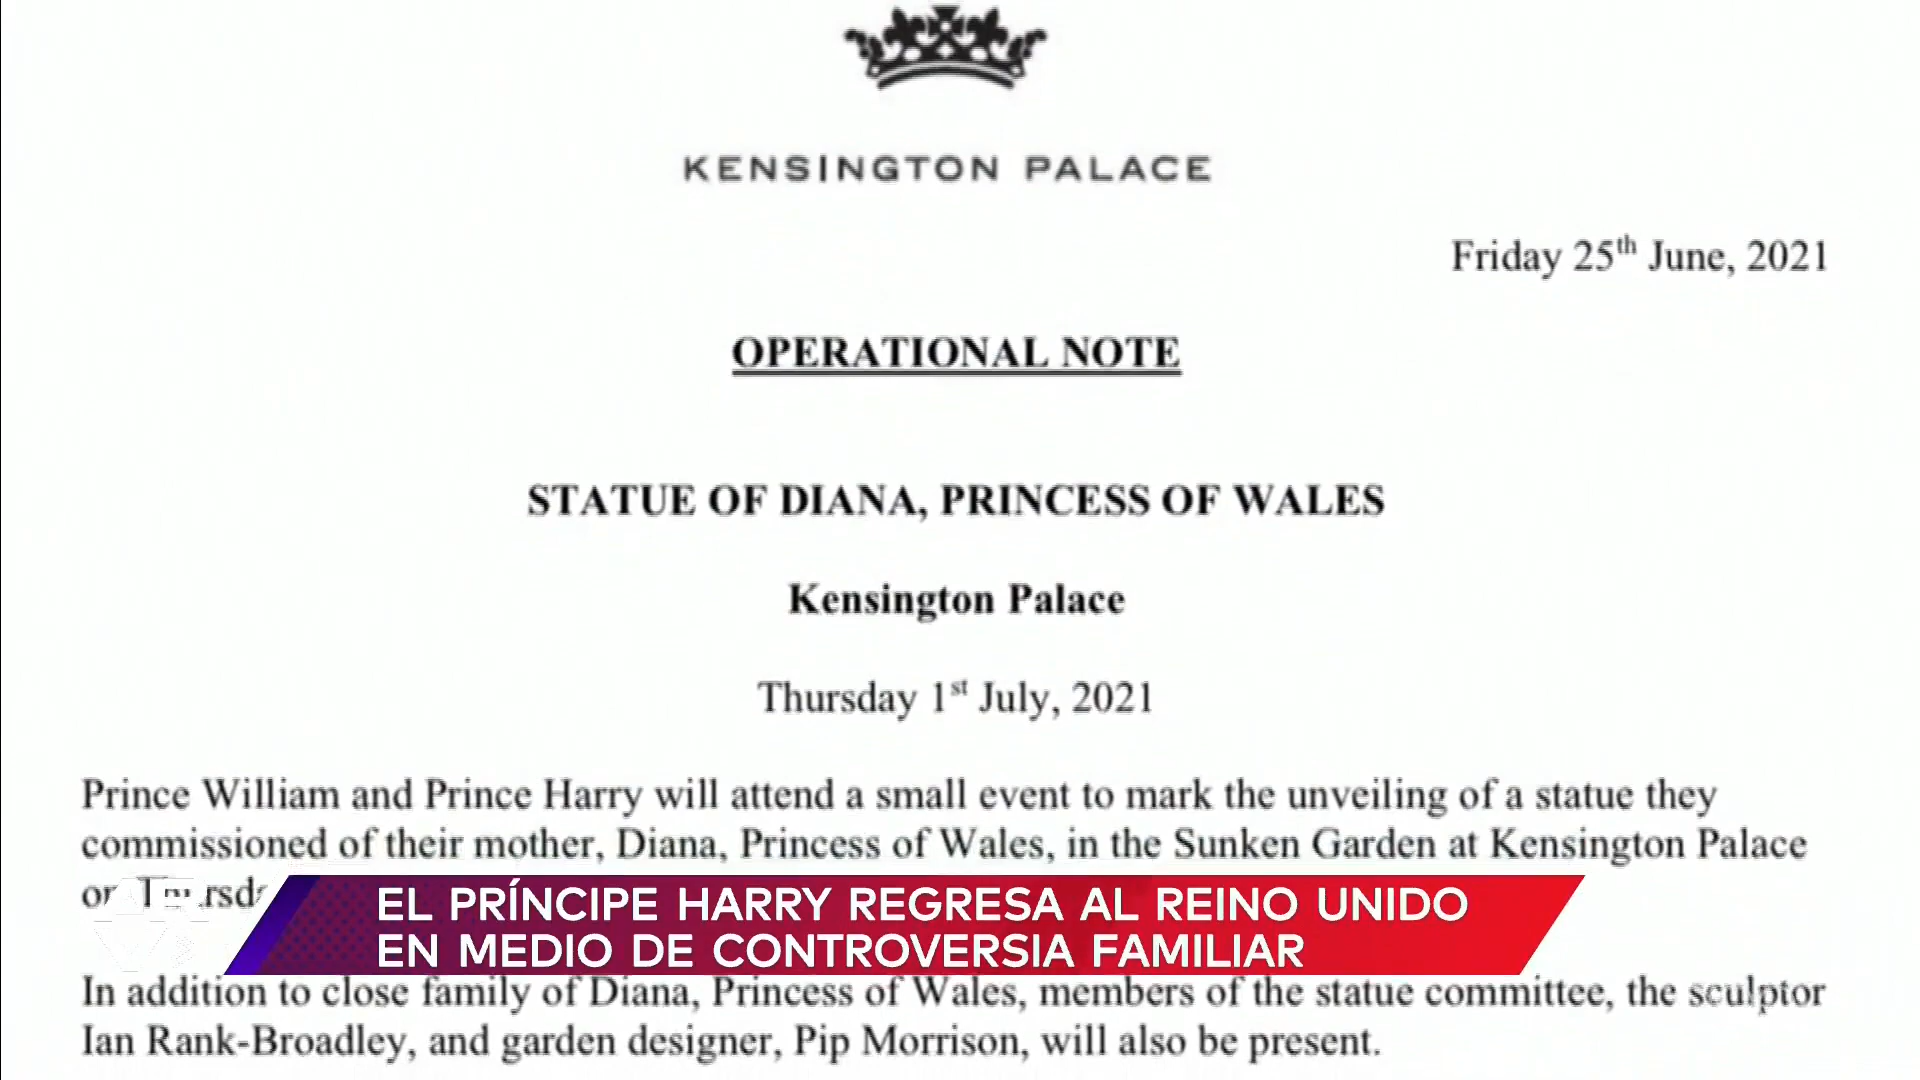 KENSINGTON PALACE
Friday 25th June, 2021
OPERATIONAL NOTE
STATUE OF DIANA, PRINCESS OF WALES
Kensington Palace
Thursday 1st July, 2021
Prince William and Prince Harry will attend a small event to mark the unveiling of a statue they
commissioned of their mother, Diana, Princess of Wales, in the Sunken Garden at Kensington Palace
EL PRÍNCIPE HARRY REGRESA AL REINO UNIDO
EN MEDIO DE CONTROVERSIA FAMILIAR
In addition to close family of Diana, Princess of Wales, members of the statue committee, the sculptor
Ian Rank-Broadley, and garden designer, Pip Morrison, will also be present.